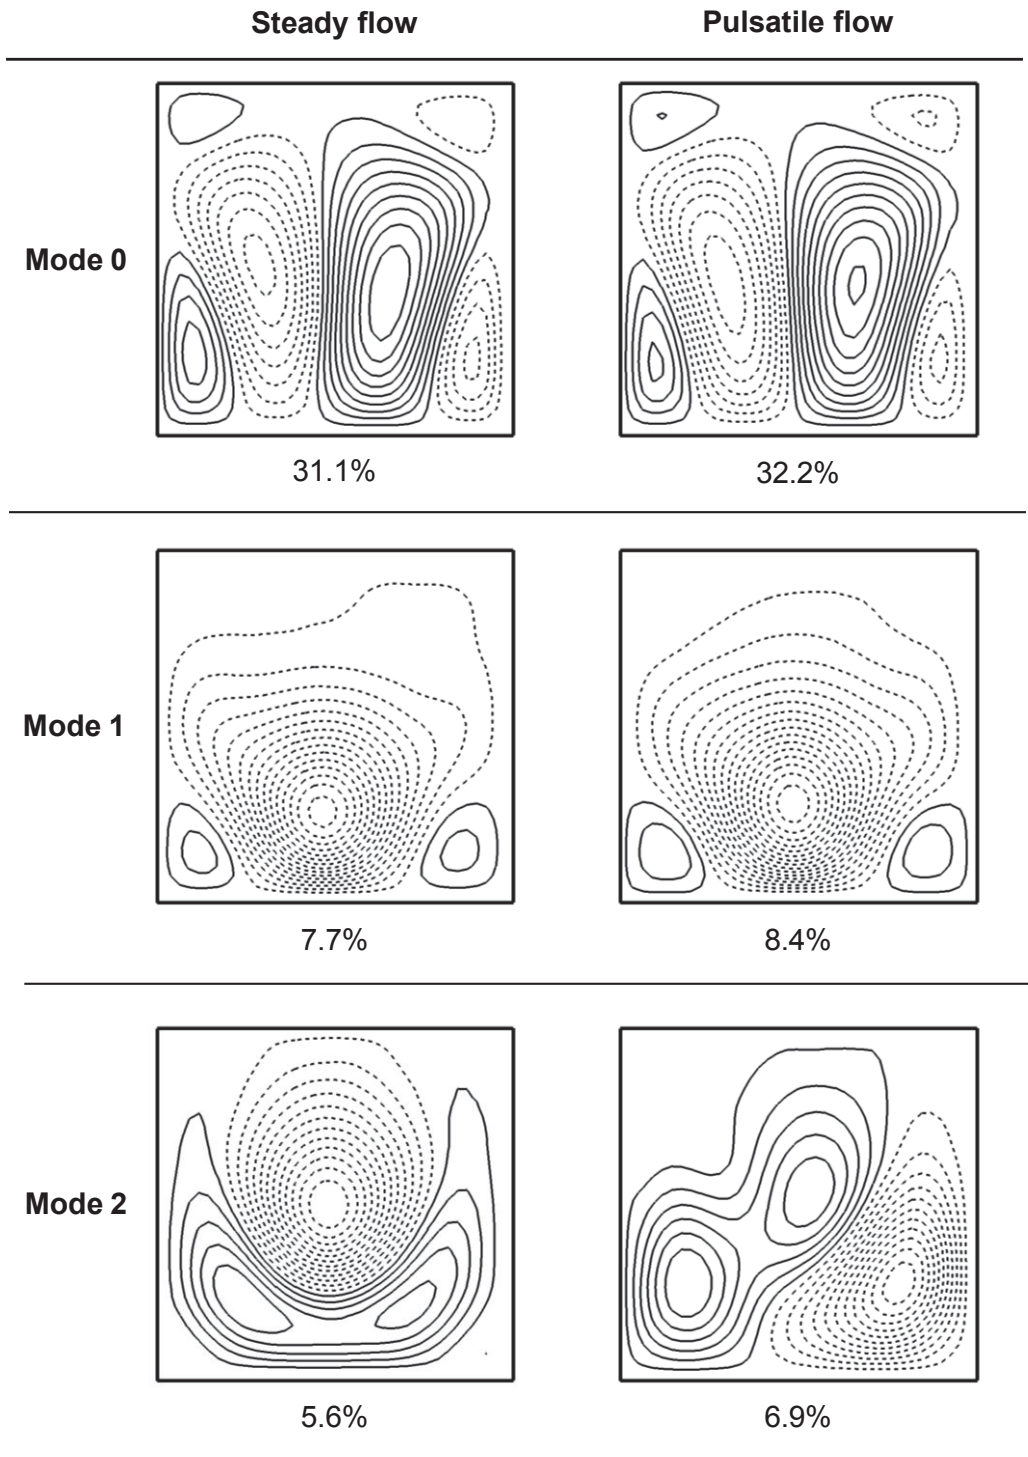 Steady flow Pulsatile flow
Mode 0
31.1% 32.2%
Mode 1
7.7% 8.4%
Mode 2
5.6% 6.9%